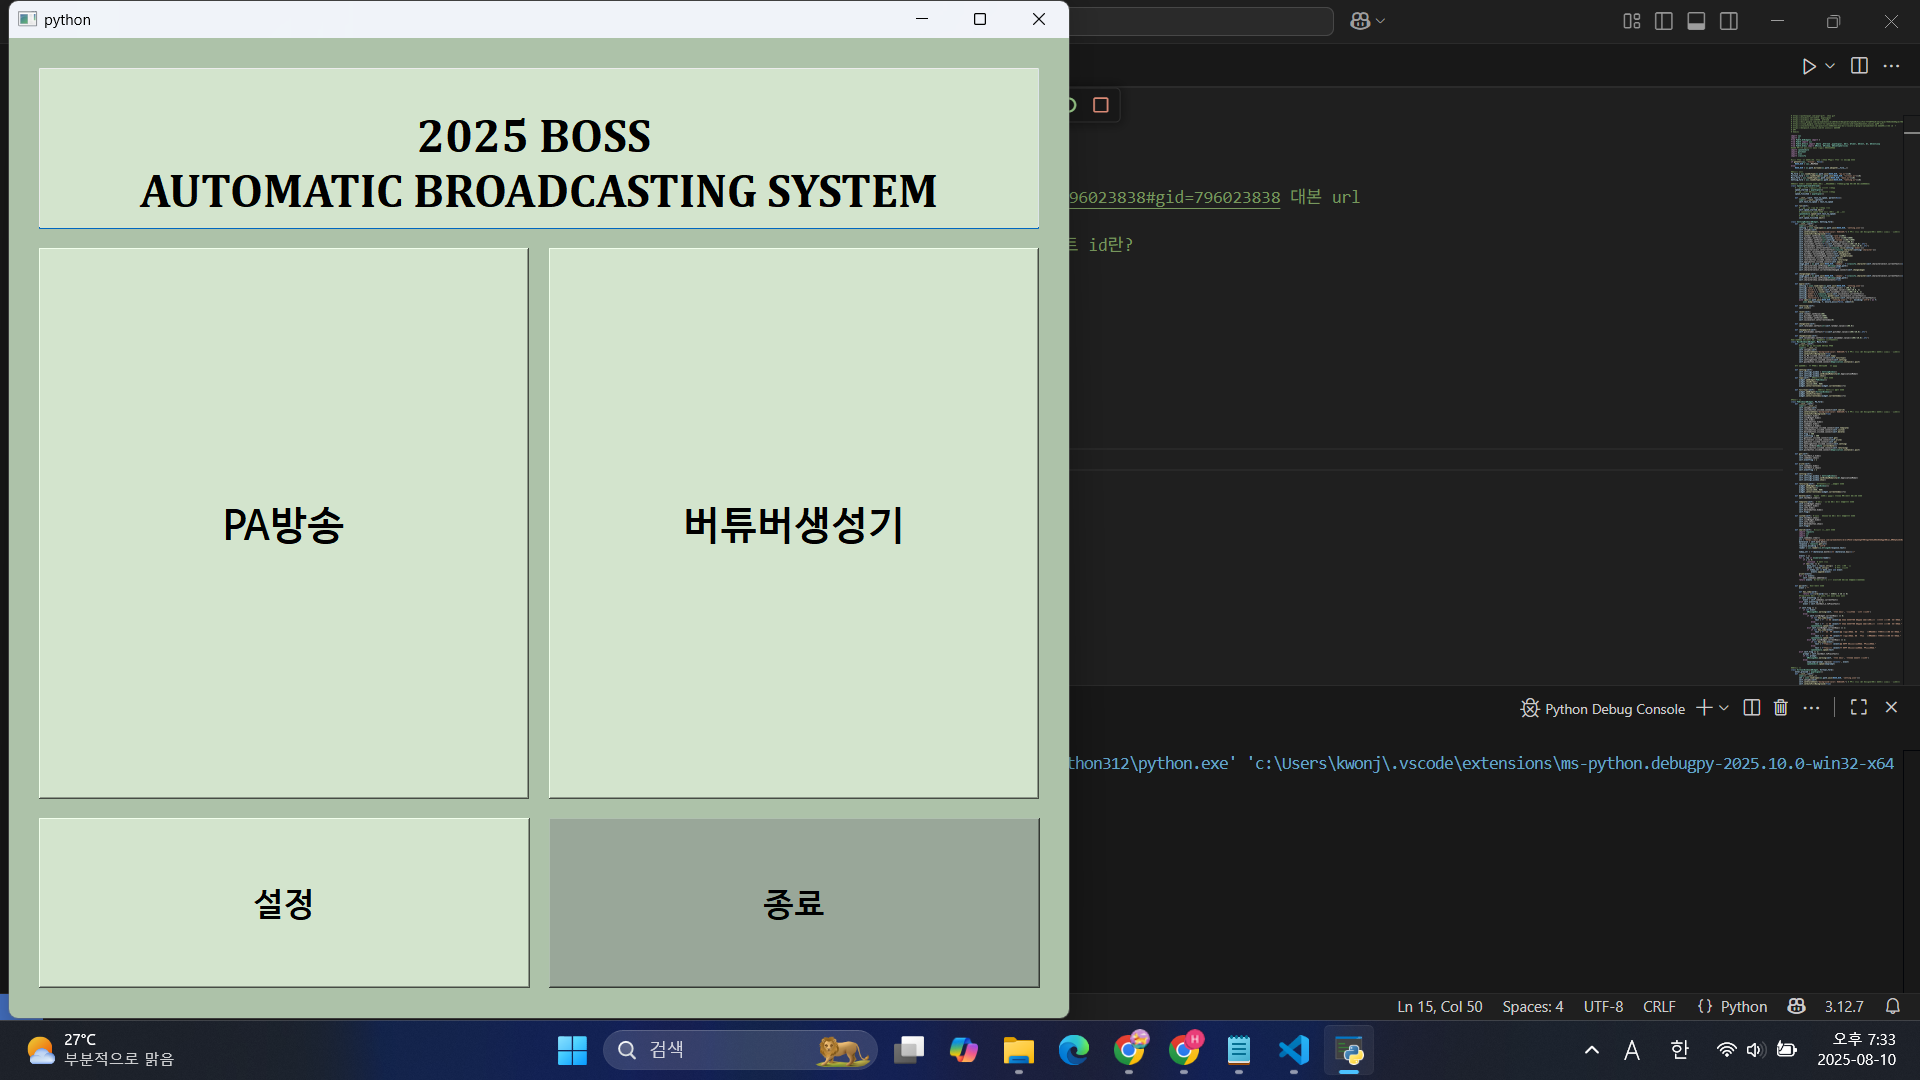 python
2025 BOSS
AUTOMATIC BROADCASTING SYSTEM
PA방송
버튜버생성기
설정
종료
96023838#gid=796023838 대본 url
트 id란?
Python Debug Console
thon312\python.exe' 'c:\Users\kwonj\.vscode\extensions\ms-python.debugpy-2025.10.0-win32-x64
Ln 15, Col 50 Spaces: 4 UTF-8 CRLF {} Python 3.12.7
27°C
부분적으로 맑음
검색
H
A 한
오후 7:33
2025-08-10